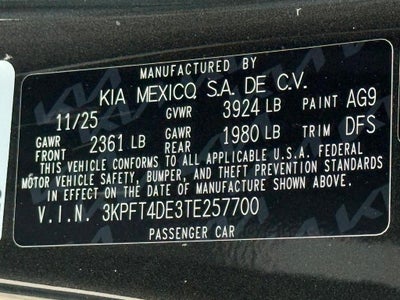 MANUFACTURED BY
KIA MEXICO, S.A. DE C.V.
11/25 GVWR 3924 LB PAINT AG9
GAWR FRONT 2361 LB GAWR REAR 1980 LB TRIM DFS
THIS VEHICLE CONFORMS TO ALL APPLICABLE U.S.A. FEDERAL
MOTOR VEHICLE SAFETY, BUMPER, AND THEFT PREVENTION STANDARDS
IN EFFECT ON THE DATE OF MANUFACTURE SHOWN ABOVE.
V.I.N. 3KPFT4DE3TE257700
PASSENGER CAR